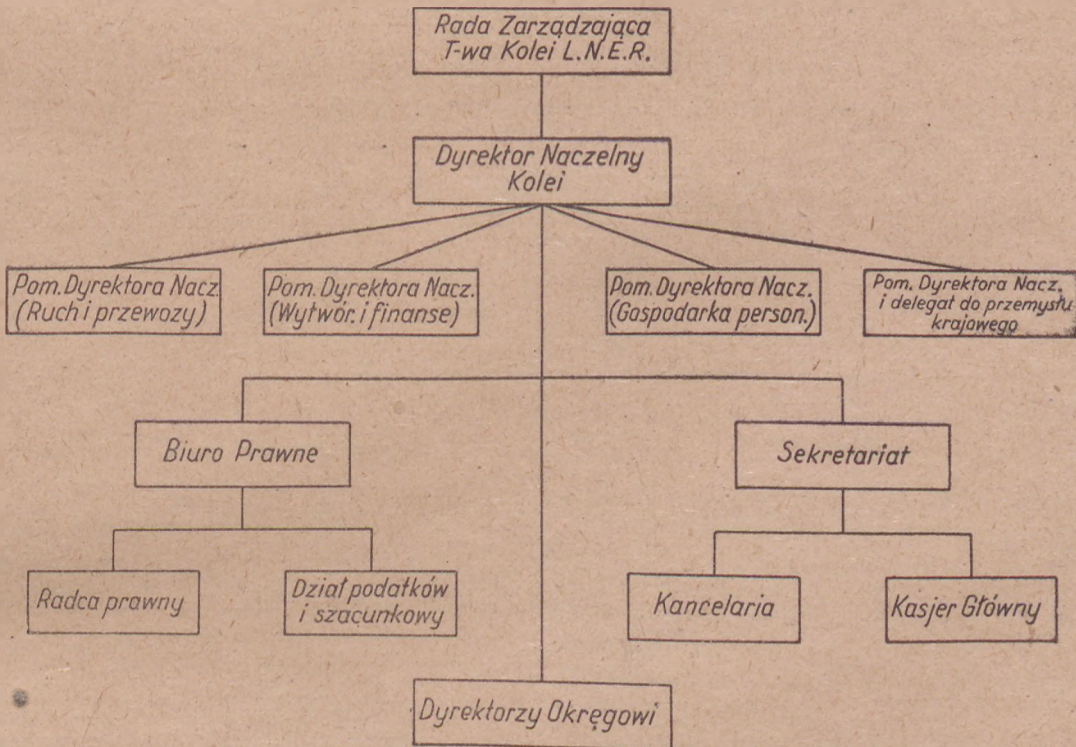 Rada Zarządzająca
T-wa Kolei L.N.E.R.
Dyrektor Naczelny
Kolei
Pom. Dyrektora Nacz.
(Ruch i przewozy)
Pom. Dyrektora Nacz.
(Wytwór. i finanse)
Pom. Dyrektora Nacz.
(Gospodarka person.)
Pom. Dyrektora Nacz.
i delegat do przemysłu
krajowego
Biuro Prawne
Sekretariat
Radca prawny
Dział podatków
i szacunkowy
Kancelaria
Kasjer Główny
Dyrektorzy Okręgowi